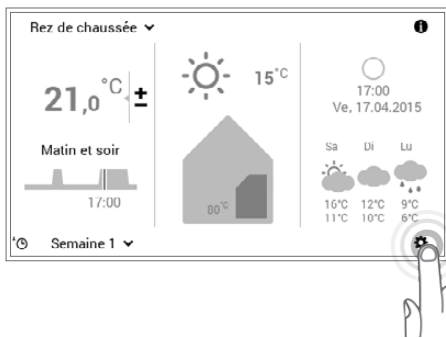 Rez de chaussée
21,0°C
±
Matin et soir
17:00
Semaine 1
15°C
00°C
17:00
Ve, 17.04.2015
Sa Di Lu
16°C 12°C 9°C
11°C 10°C 6°C